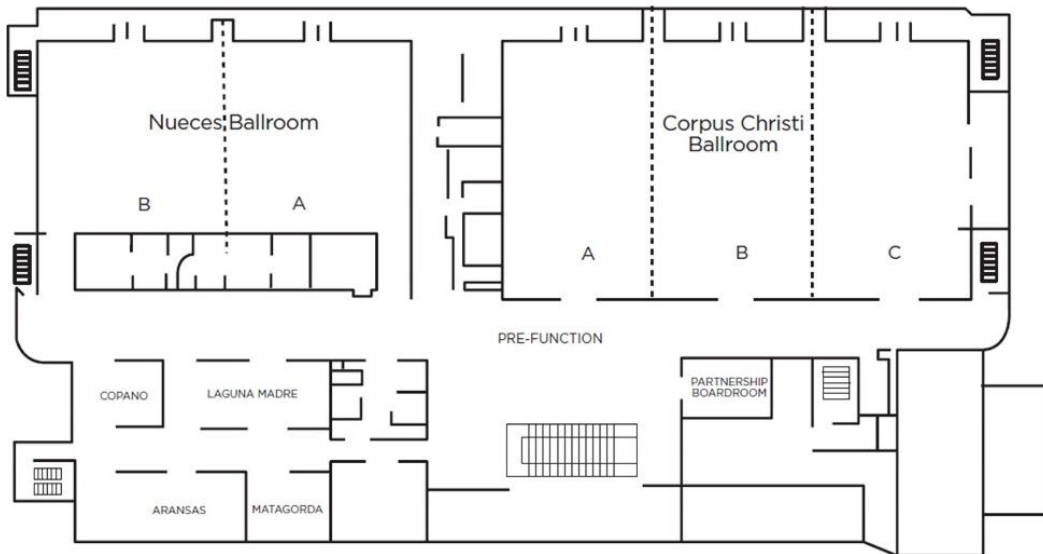 Nueces Ballroom
B
A
Corpus Christi
Ballroom
A
B
C
PRE-FUNCTION
COPANO
LAGUNA MADRE
PARTNERSHIP
BOARDROOM
ARANSAS
MATAGORDA